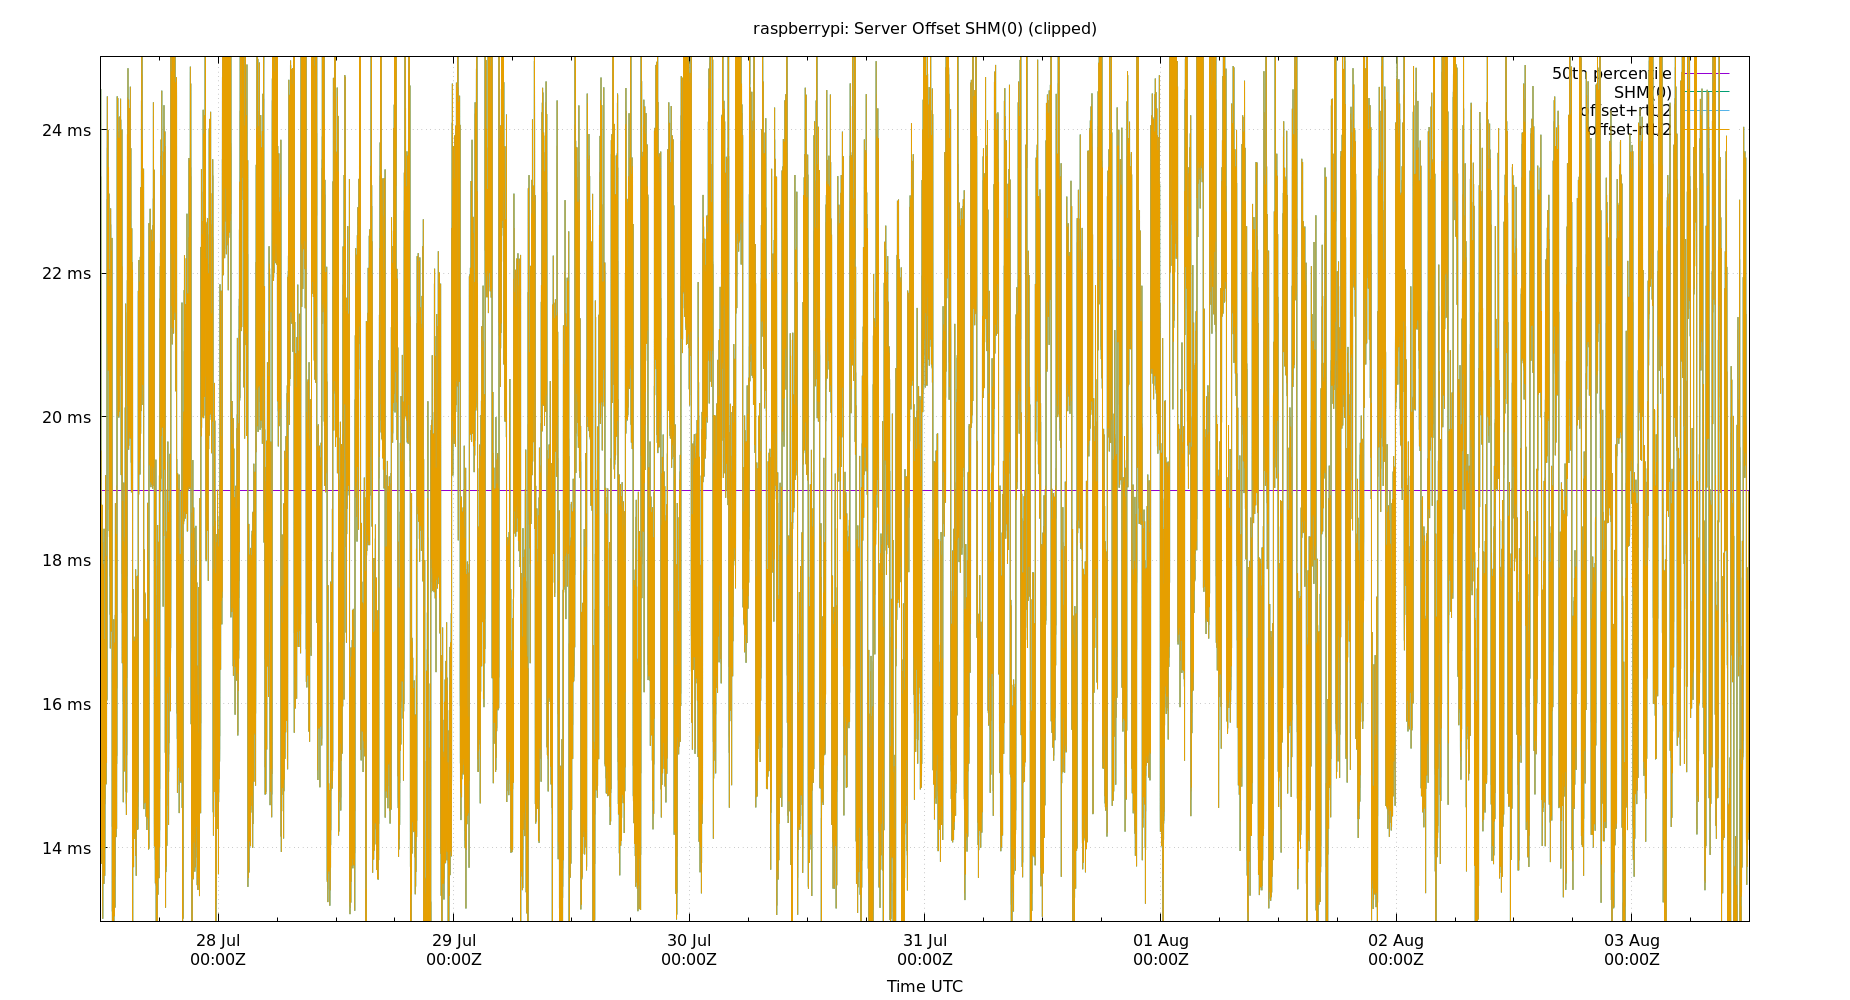 raspberrypi: Server Offset SHM(0) (clipped)
50th percentile
SHM(0)
offset+rtt/2
offset-rtt/2
24 ms
22 ms
20 ms
18 ms
16 ms
14 ms
28 Jul 29 Jul 30 Jul 31 Jul 01 Aug 02 Aug 03 Aug
00:00Z 00:00Z 00:00Z 00:00Z 00:00Z 00:00Z 00:00Z
Time UTC